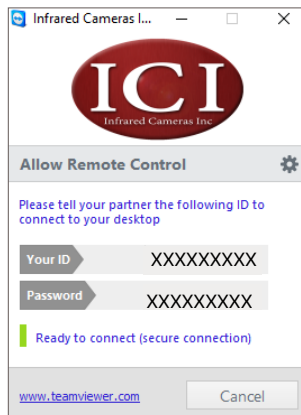 Infrared Cameras I...
ICI
Infrared Cameras Inc
Allow Remote Control
Please tell your partner the following ID to
connect to your desktop
Your ID XXXXXXXXX
Password XXXXXXXXX
Ready to connect (secure connection)
www.teamviewer.com Cancel